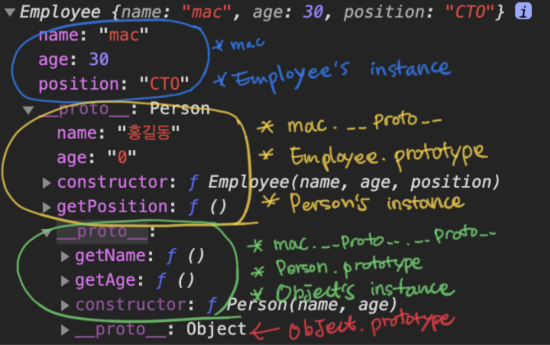 ▼ Employee {name: "mac", age: 30, position: "CTO"} i
name: "mac"
* mac
age: 30
position: "CTO"
* Employee's instance
▼ __proto__: Person
* mac.__proto__
name: "홍길동"
age: "0"
* Employee.prototype
▶ constructor: ƒ Employee(name, age, position)
▶ getPosition: ƒ ()
* Person's instance
▼ __proto__:
* mac.__proto__.__proto__
▶ getName: ƒ ()
* Person.prototype
▶ getAge: ƒ ()
* Object's instance
▶ constructor: ƒ Person(name, age)
▶ __proto__: Object
← Object.prototype